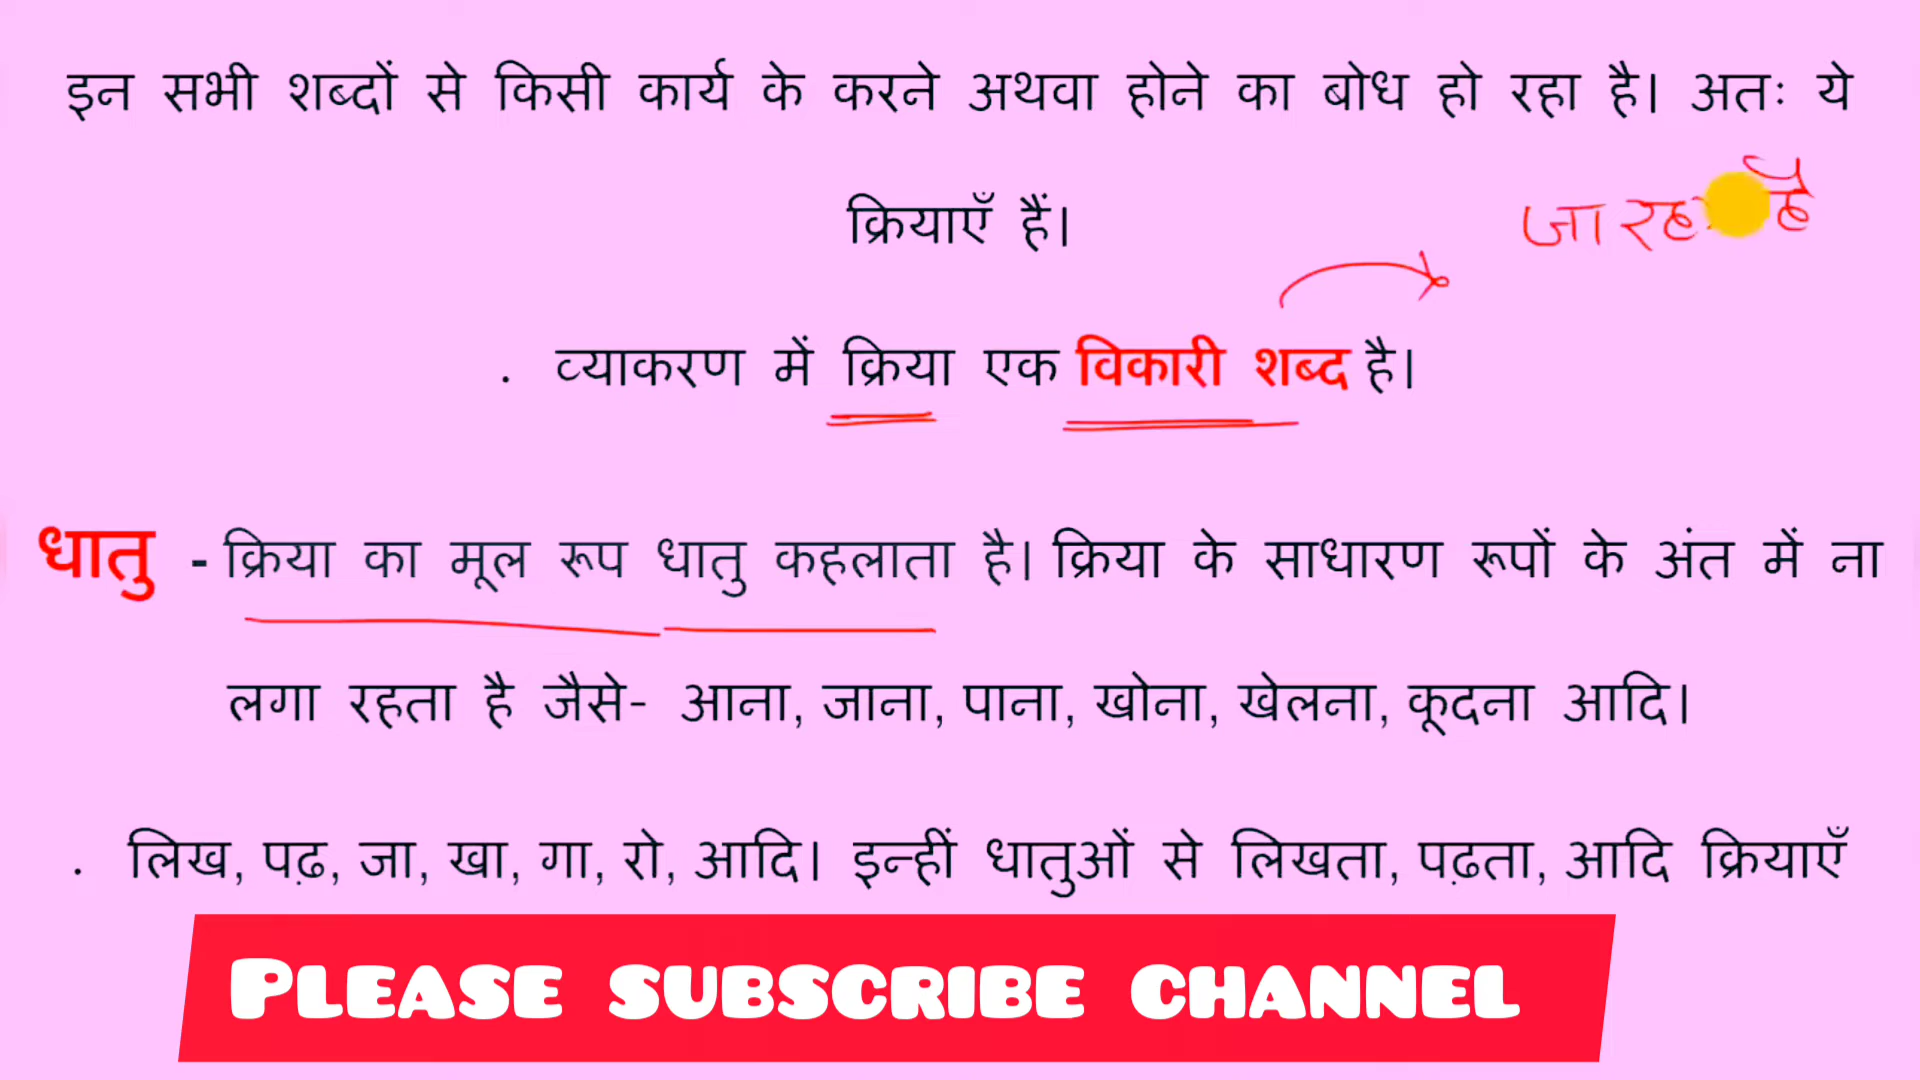 इन सभी शब्दों से किसी कार्य के करने अथवा होने का बोध हो रहा है। अतः ये
क्रियाएँ हैं।
जा रह है
. व्याकरण में क्रिया एक विकारी शब्द है।
धातु - क्रिया का मूल रूप धातु कहलाता है। क्रिया के साधारण रूपों के अंत में ना
लगा रहता है जैसे- आना, जाना, पाना, खोना, खेलना, कूदना आदि।
. लिख, पढ़, जा, खा, गा, रो, आदि। इन्हीं धातुओं से लिखता, पढ़ता, आदि क्रियाएँ
PLEASE SUBSCRIBE CHANNEL